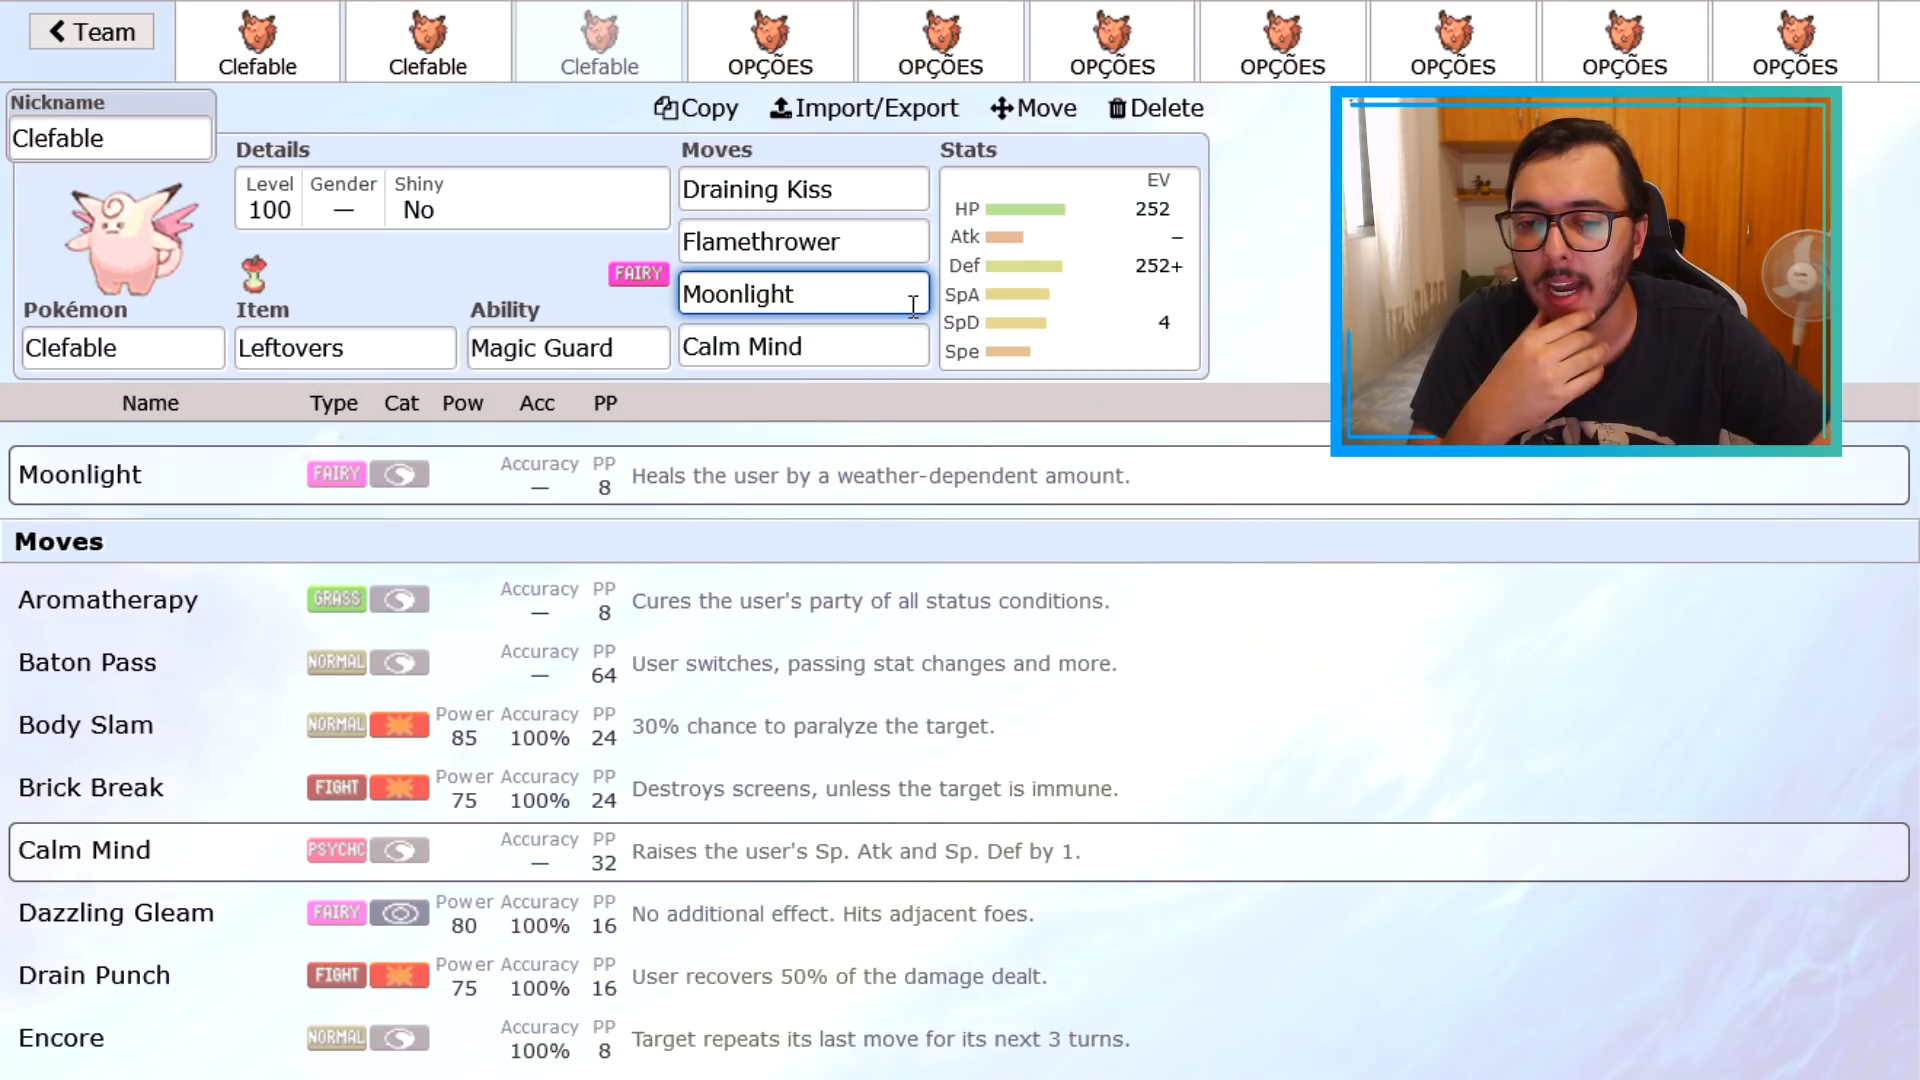 Team
Clefable
Clefable
Clefable
OPÇÕES
OPÇÕES
OPÇÕES
OPÇÕES
OPÇÕES
OPÇÕES
OPÇÕES
Nickname
Clefable
Copy
Import/Export
Move
Delete
Details
Level
100
Gender
—
Shiny
No
FAIRY
Pokémon
Clefable
Item
Leftovers
Ability
Magic Guard
Moves
Draining Kiss
Flamethrower
Moonlight
Calm Mind
Stats
EV
HP 252
Atk –
Def 252+
SpA
SpD 4
Spe
Name Type Cat Pow Acc PP
Moonlight FAIRY Accuracy — PP 8 Heals the user by a weather-dependent amount.
Moves
Aromatherapy GRASS Accuracy — PP 8 Cures the user's party of all status conditions.
Baton Pass NORMAL Accuracy — PP 64 User switches, passing stat changes and more.
Body Slam NORMAL Power 85 Accuracy 100% PP 24 30% chance to paralyze the target.
Brick Break FIGHT Power 75 Accuracy 100% PP 24 Destroys screens, unless the target is immune.
Calm Mind PSYCHC Accuracy — PP 32 Raises the user's Sp. Atk and Sp. Def by 1.
Dazzling Gleam FAIRY Power 80 Accuracy 100% PP 16 No additional effect. Hits adjacent foes.
Drain Punch FIGHT Power 75 Accuracy 100% PP 16 User recovers 50% of the damage dealt.
Encore NORMAL Accuracy 100% PP 8 Target repeats its last move for its next 3 turns.